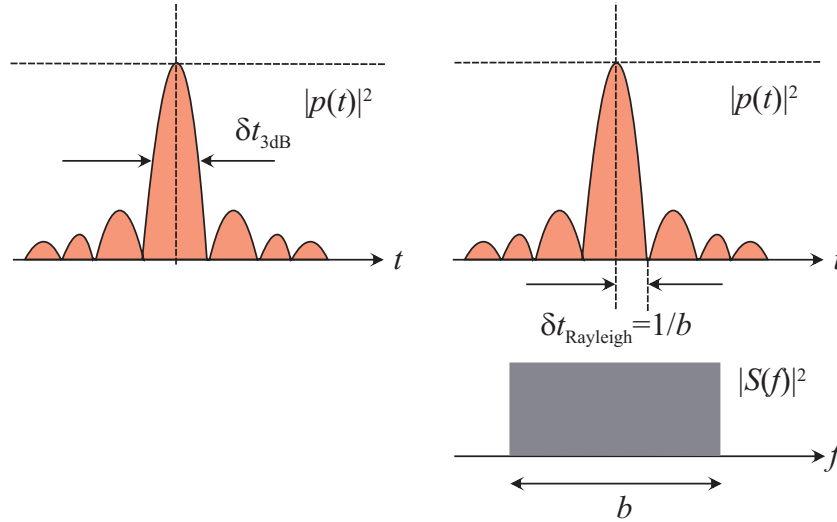 |p(t)|²
δt3dB
t
|p(t)|²
t
δtRayleigh=1/b
|S(f)|²
f
b